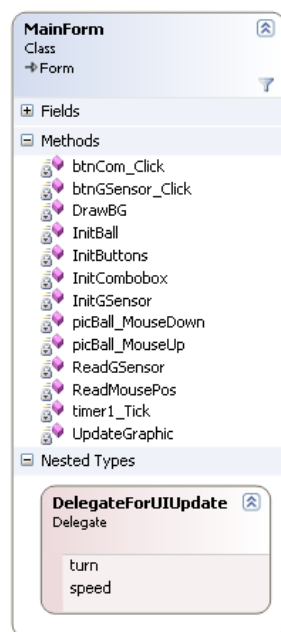 MainForm
Class
Form
Fields
Methods
btnCom_Click
btnGSensor_Click
DrawBG
InitBall
InitButtons
InitCombobox
InitGSensor
picBall_MouseDown
picBall_MouseUp
ReadGSensor
ReadMousePos
timer1_Tick
UpdateGraphic
Nested Types
DelegateForUIUpdate
Delegate
turn
speed